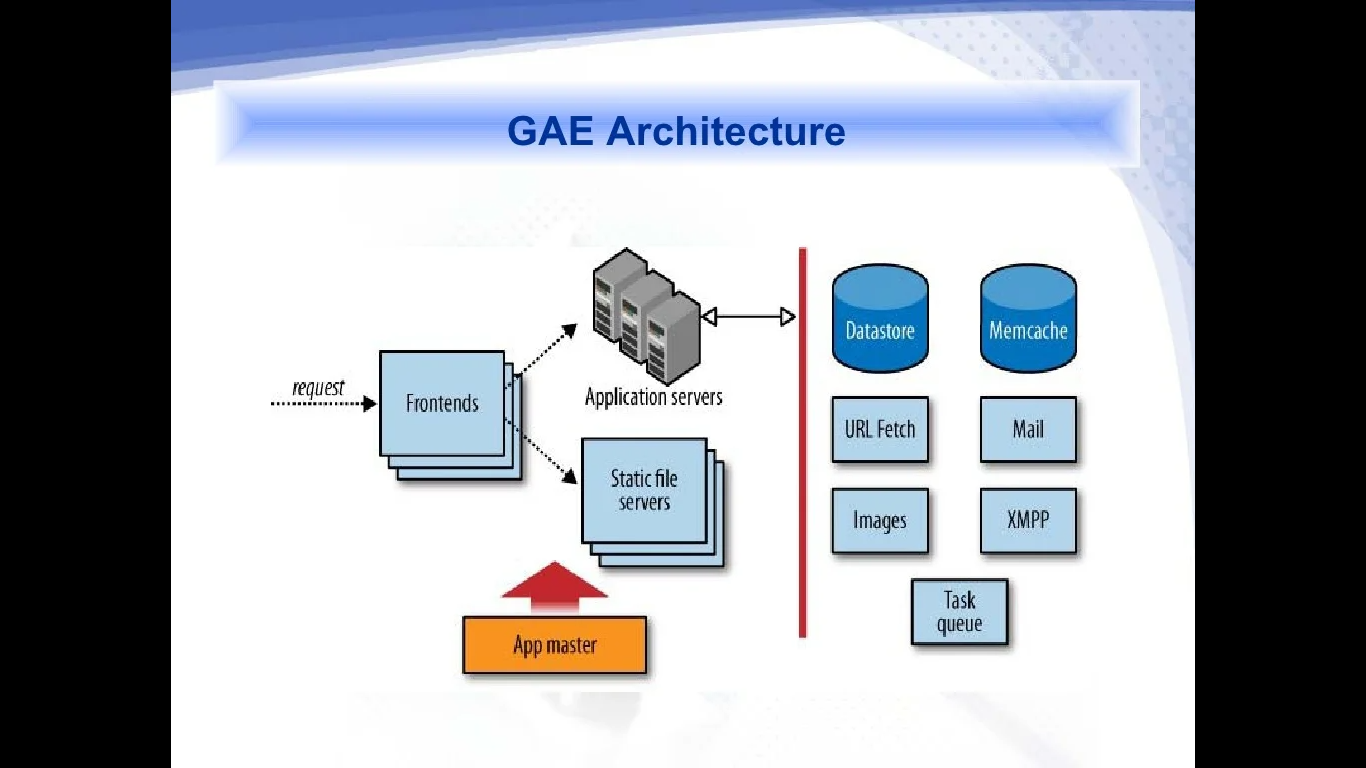 GAE Architecture
request
Frontends
Application servers
Static file
servers
App master
Datastore
Memcache
URL Fetch
Mail
Images
XMPP
Task
queue